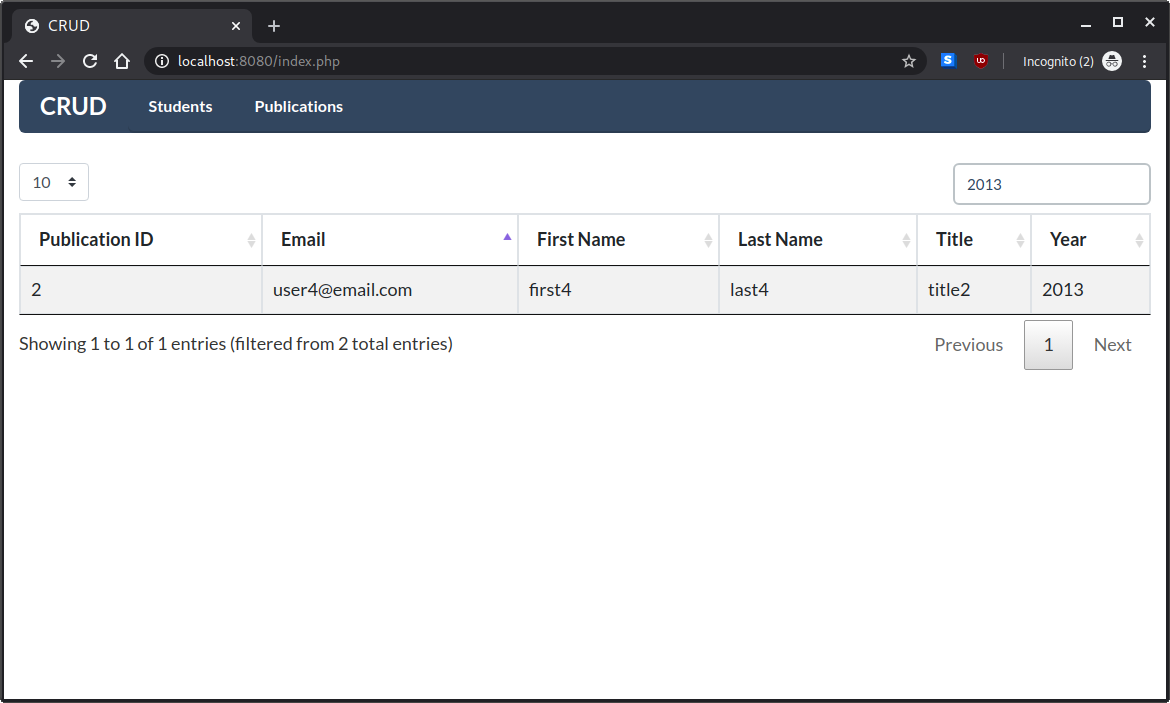 CRUD
localhost:8080/index.php
S
UD
Incognito (2)
CRUD Students Publications
10
2013
Publication ID Email First Name Last Name Title Year
2 user4@email.com first4 last4 title2 2013
Showing 1 to 1 of 1 entries (filtered from 2 total entries)
Previous 1 Next